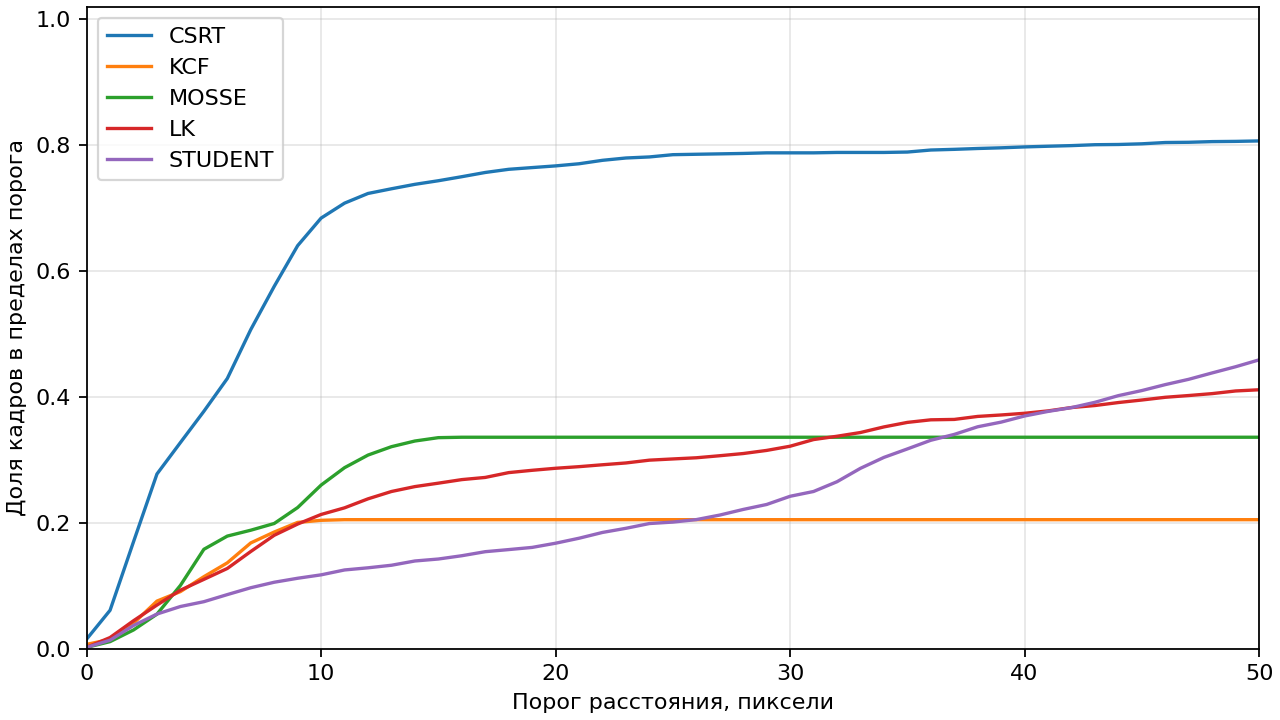 1.0
0.8
0.6
0.4
0.2
0.0
Доля кадров в пределах порога
CSRT
KCF
MOSSE
LK
STUDENT
0 10 20 30 40 50
Порог расстояния, пиксели